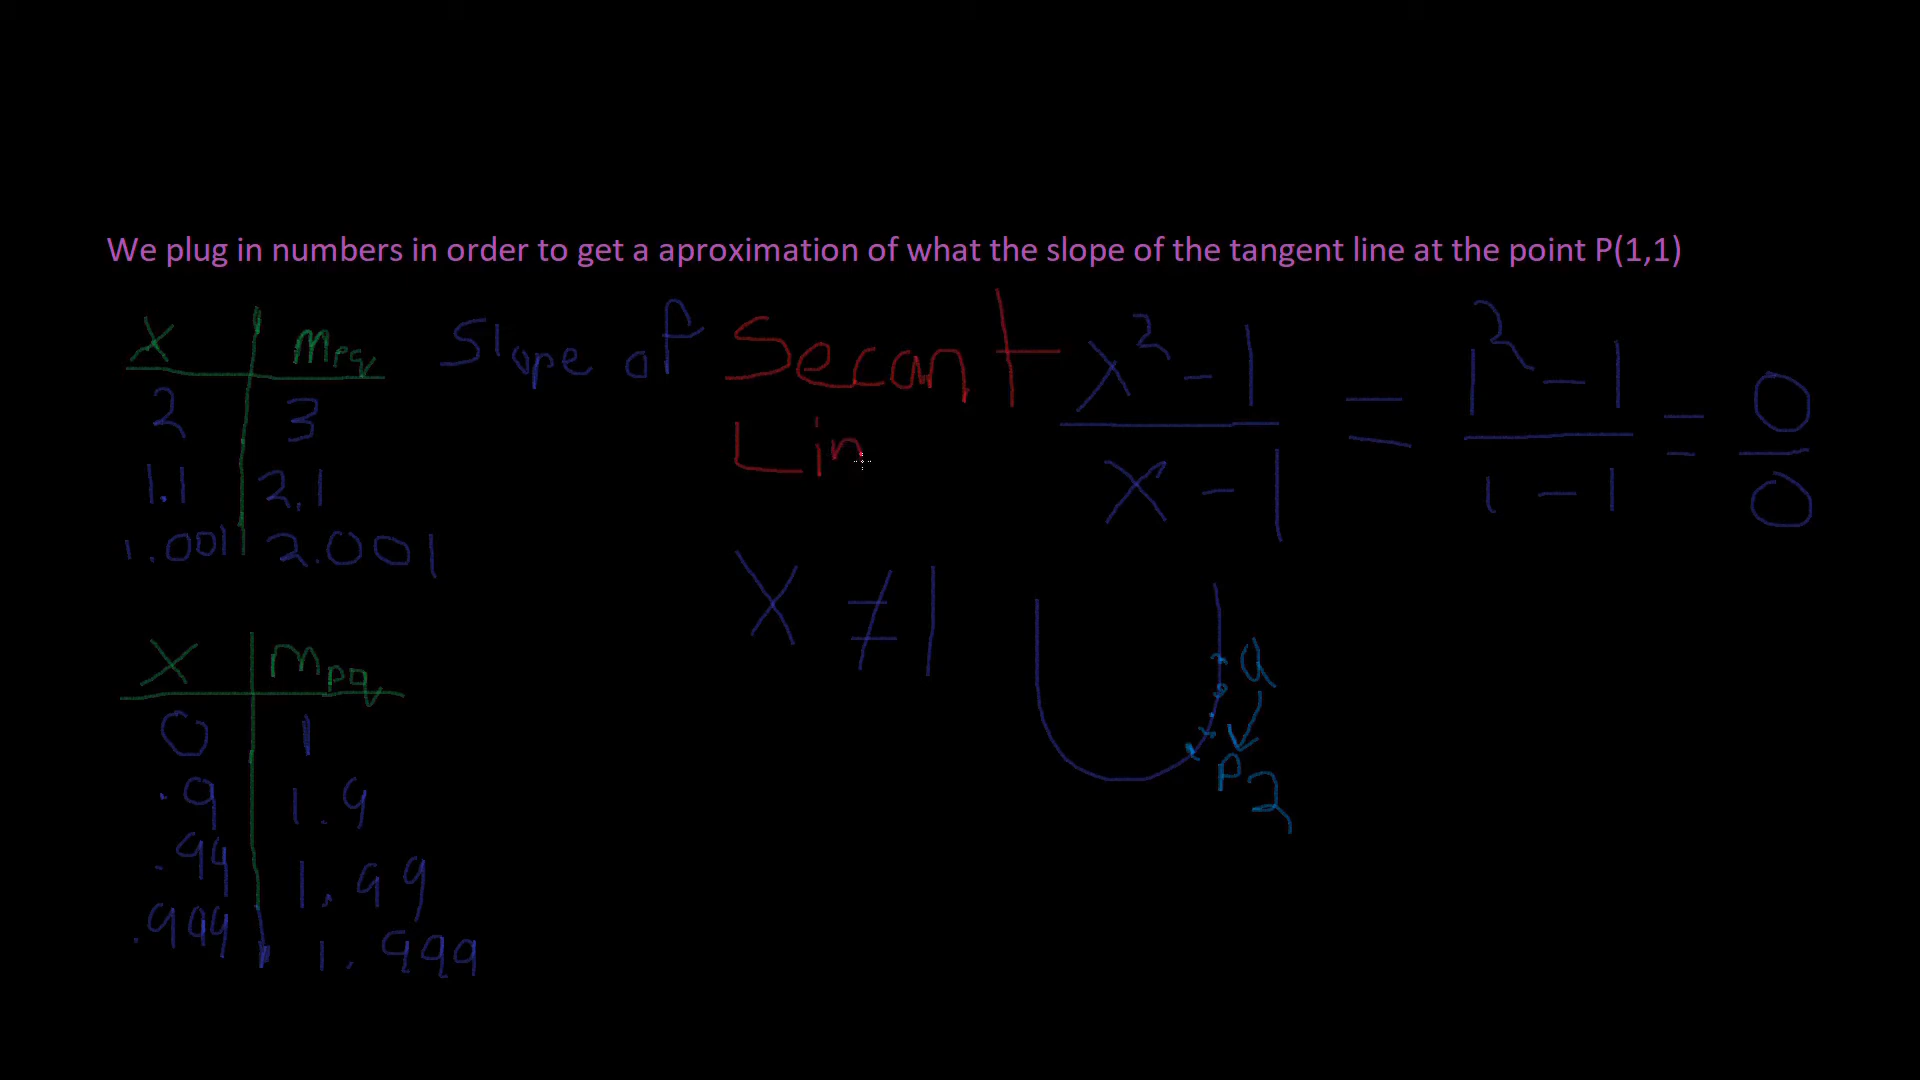 We plug in numbers in order to get a aproximation of what the slope of the tangent line at the point P(1,1)
X mpq
2 3
1.1 2.1
1.001 2.001
Slope of Secant
Lin
x² - 1 / x - 1 = 1² - 1 / 1 - 1 = 0 / 0
X ≠ 1
Q
P
2
X mpq
0 1
.9 1.9
.99 1.99
.999 1.999